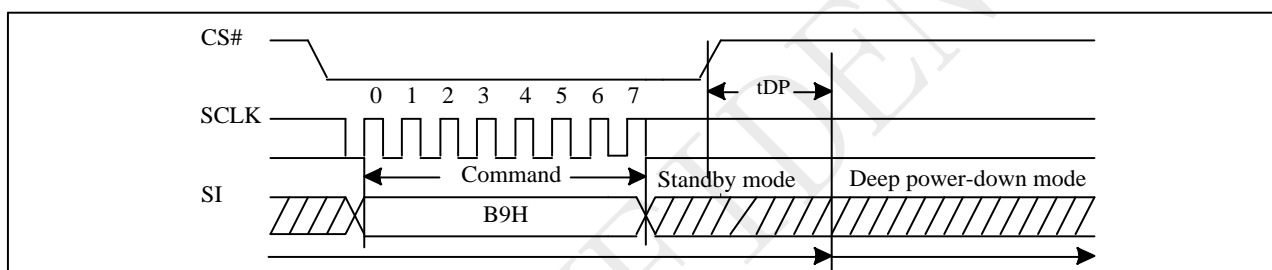 CS#
tDP
0 1 2 3 4 5 6 7
SCLK
Command
Standby mode
Deep power-down mode
SI
B9H